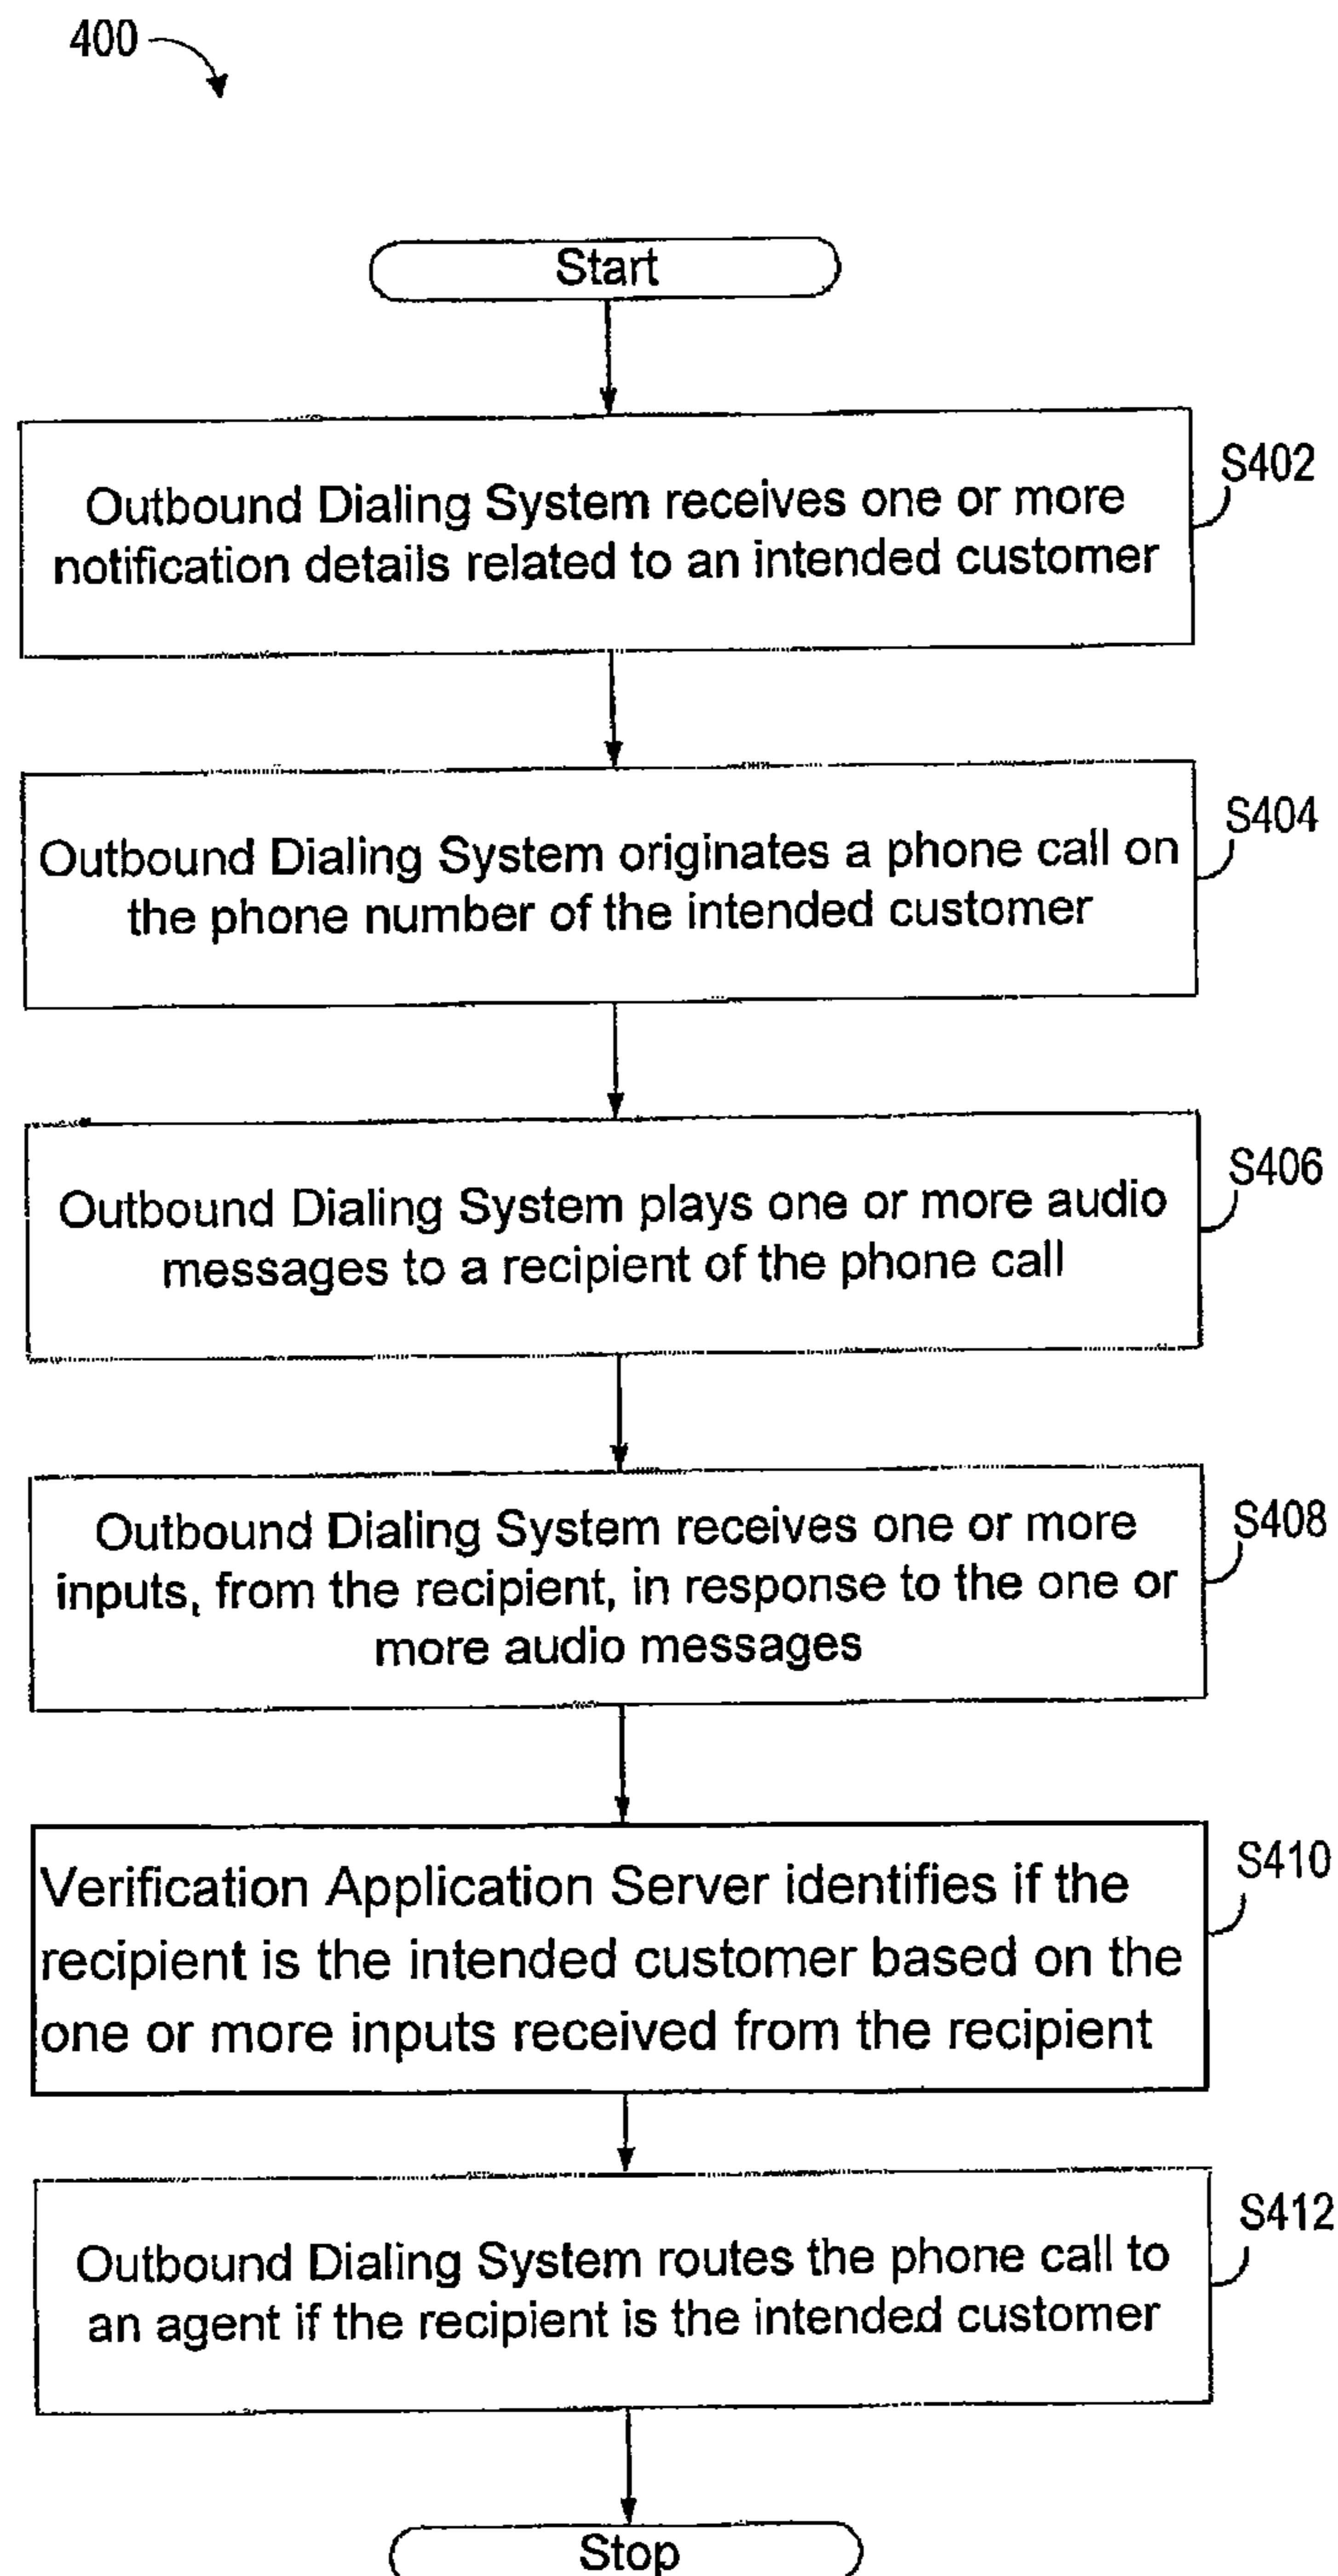 400
Start
Outbound Dialing System receives one or more
notification details related to an intended customer
S402
Outbound Dialing System originates a phone call on
the phone number of the intended customer
S404
Outbound Dialing System plays one or more audio
messages to a recipient of the phone call
S406
Outbound Dialing System receives one or more
inputs, from the recipient, in response to the one or
more audio messages
S408
Verification Application Server identifies if the
recipient is the intended customer based on the
one or more inputs received from the recipient
S410
Outbound Dialing System routes the phone call to
an agent if the recipient is the intended customer
S412
Stop